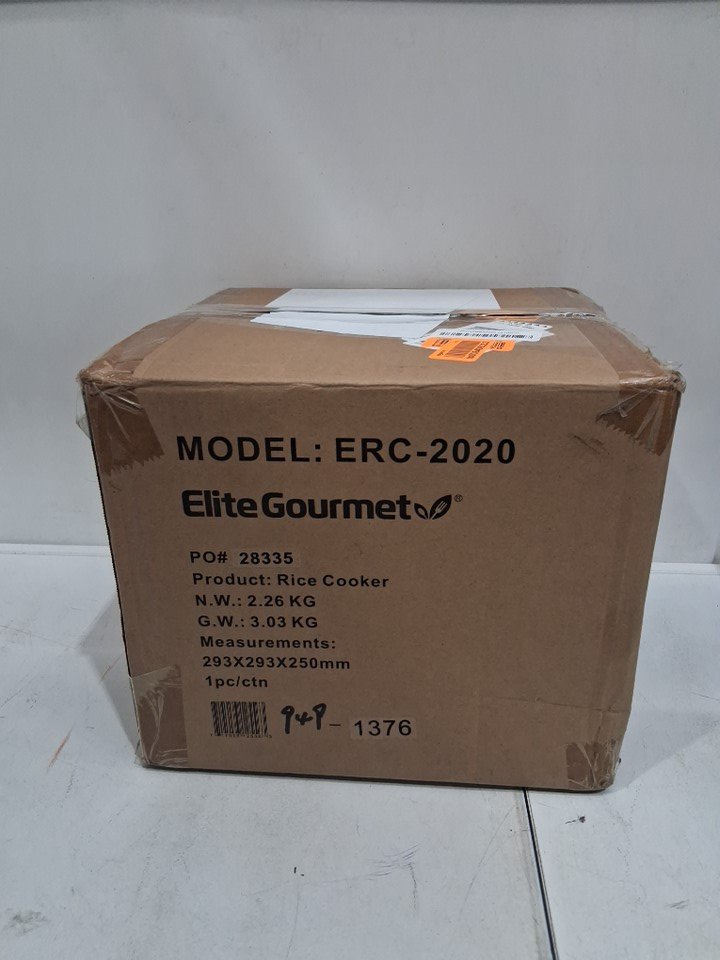 MODEL: ERC-2020
EliteGourmet®
PO# 28335
Product: Rice Cooker
N.W.: 2.26 KG
G.W.: 3.03 KG
Measurements:
293X293X250mm
1pc/ctn
949 - 1376